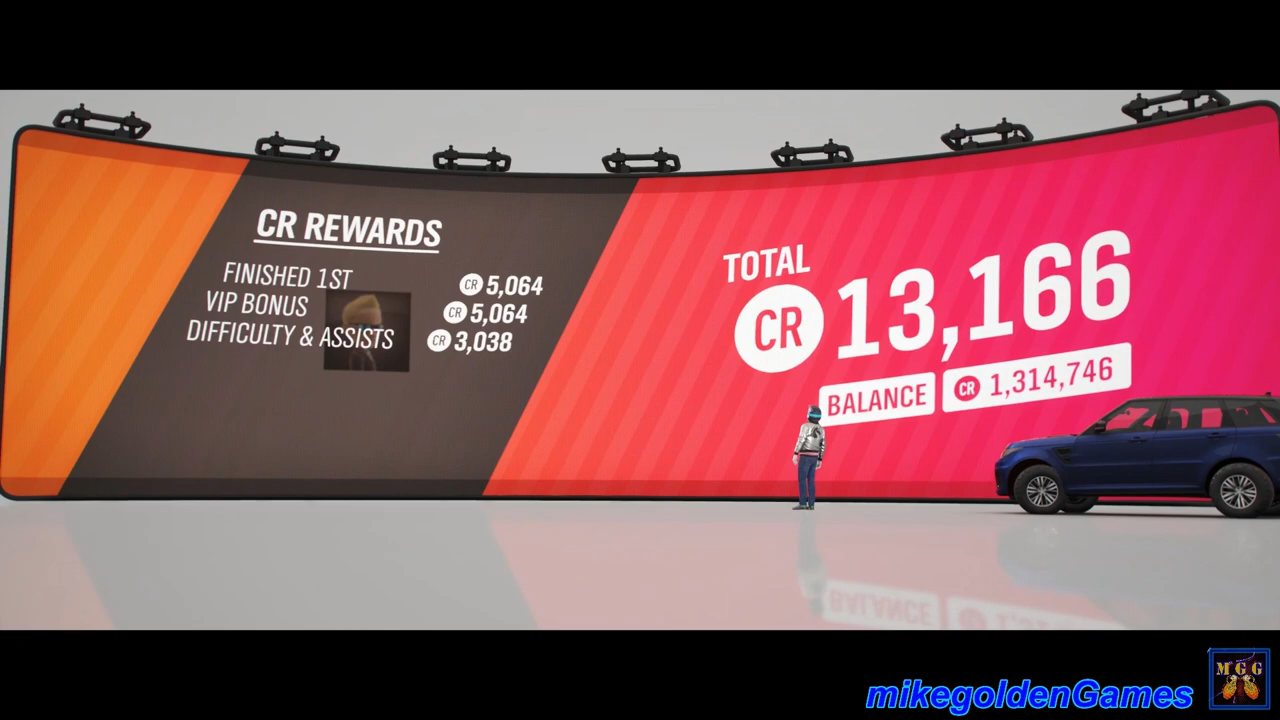 CR REWARDS
FINISHED 1ST CR 5,064
VIP BONUS CR 5,064
DIFFICULTY & ASSISTS CR 3,038
TOTAL
CR 13,166
BALANCE CR 1,314,746
BALANCE
MGG
mikegoldenGames